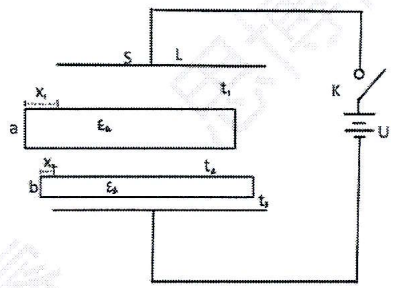 S L
x₁ t₁
K
a εₐ U
x₂ t₂
b ε_b
t₃